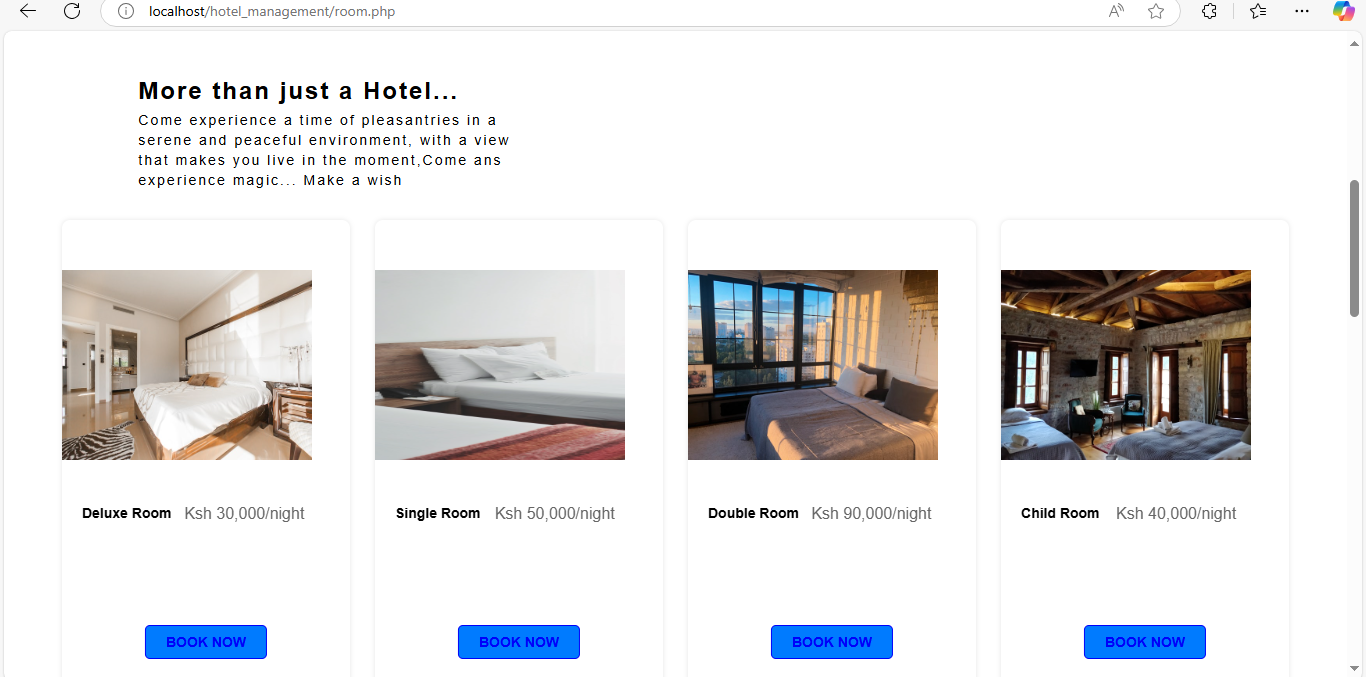 localhost/hotel_management/room.php
More than just a Hotel...
Come experience a time of pleasantries in a
serene and peaceful environment, with a view
that makes you live in the moment,Come ans
experience magic... Make a wish
Deluxe Room Ksh 30,000/night
Single Room Ksh 50,000/night
Double Room Ksh 90,000/night
Child Room Ksh 40,000/night
BOOK NOW
BOOK NOW
BOOK NOW
BOOK NOW